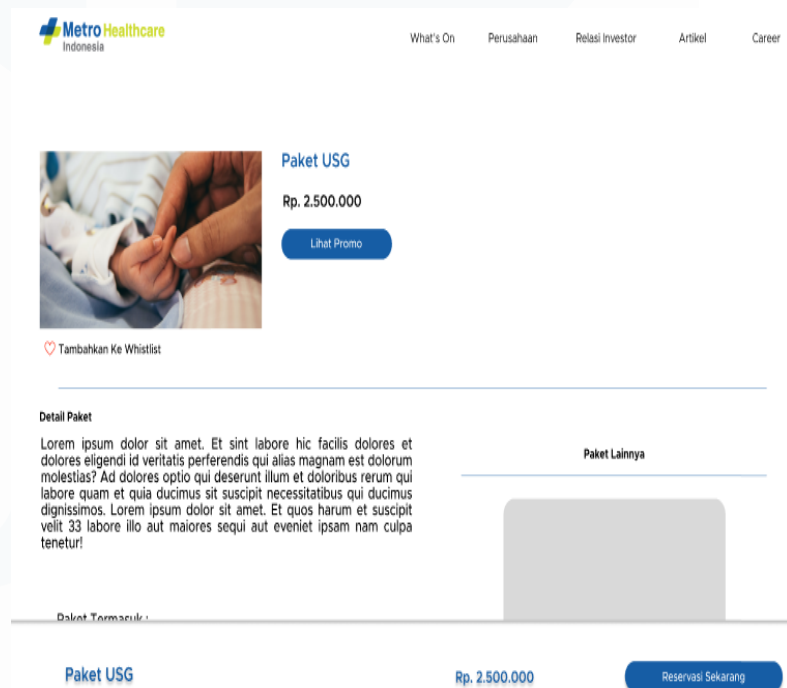 Metro Healthcare
Indonesia
What's On Perusahaan Relasi Investor Artikel Career
Paket USG
Rp. 2.500.000
Lihat Promo
Tambahkan Ke Whistlist
Detail Paket
Lorem ipsum dolor sit amet. Et sint labore hic facilis dolores et
dolores eligendi id veritatis perferendis qui alias magnam est dolorum
molestias? Ad dolores optio qui deserunt illum et doloribus rerum qui
labore quam et quia ducimus sit suscipit necessitatibus qui ducimus
dignissimos. Lorem ipsum dolor sit amet. Et quos harum et suscipit
velit 33 labore illo aut maiores sequi aut eveniet ipsam nam culpa
tenetur!
Paket Lainnya
Paket Termasuk :
Paket USG
Rp. 2.500.000
Reservasi Sekarang